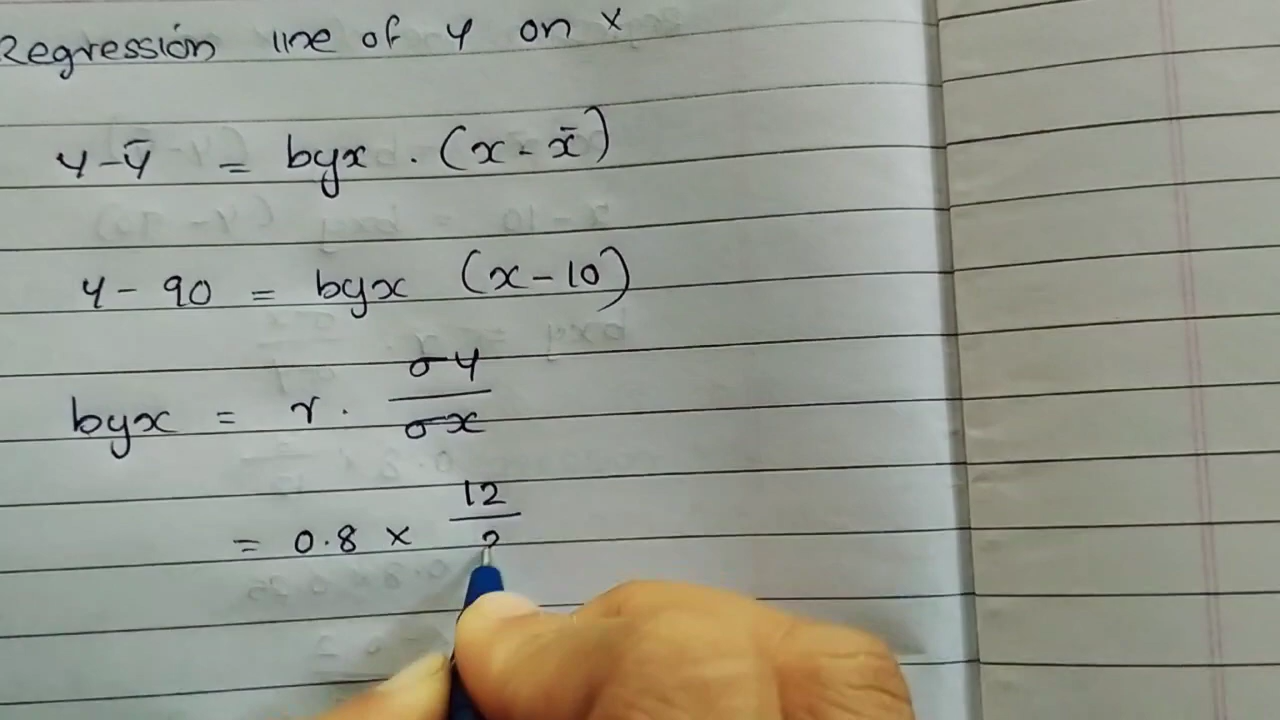 Regression line of y on x
y - ȳ = byx . (x - x̄)
y - 90 = byx (x - 10)
byx = r . σy / σx
= 0.8 × 12 /